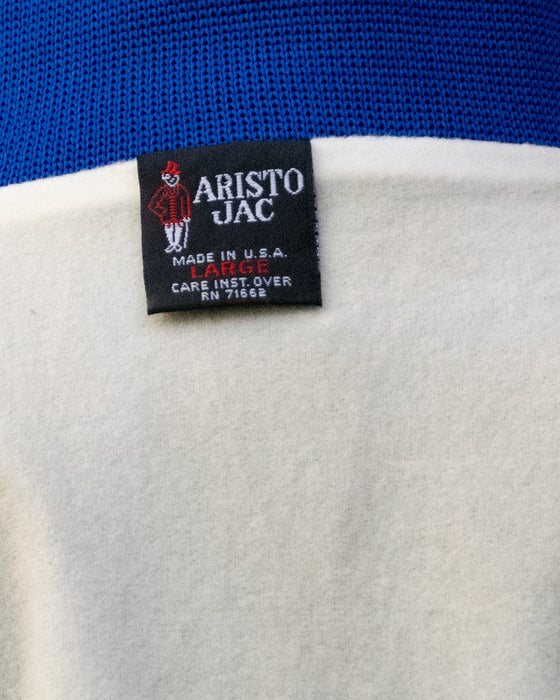 ARISTO
JAC
MADE IN U.S.A.
LARGE
CARE INST. OVER
RN 71662